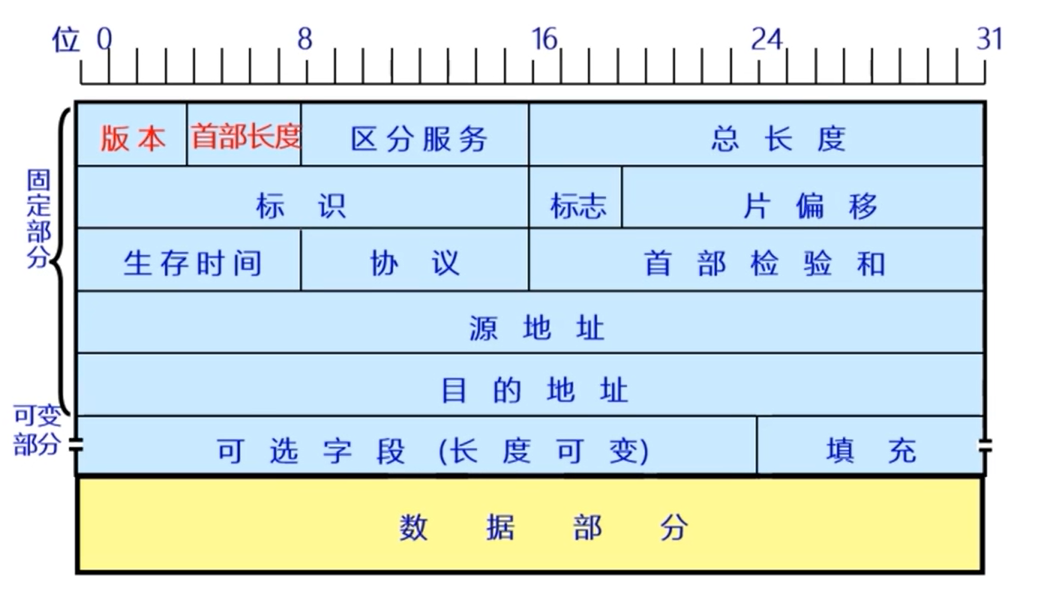 位 0 8 16 24 31
版本 首部长度 区分服务 总长度
标识 标志 片偏移
生存时间 协议 首部检验和
源地址
目的地址
可选字段 (长度可变) 填充
数据部分
固定部分
可变
部分